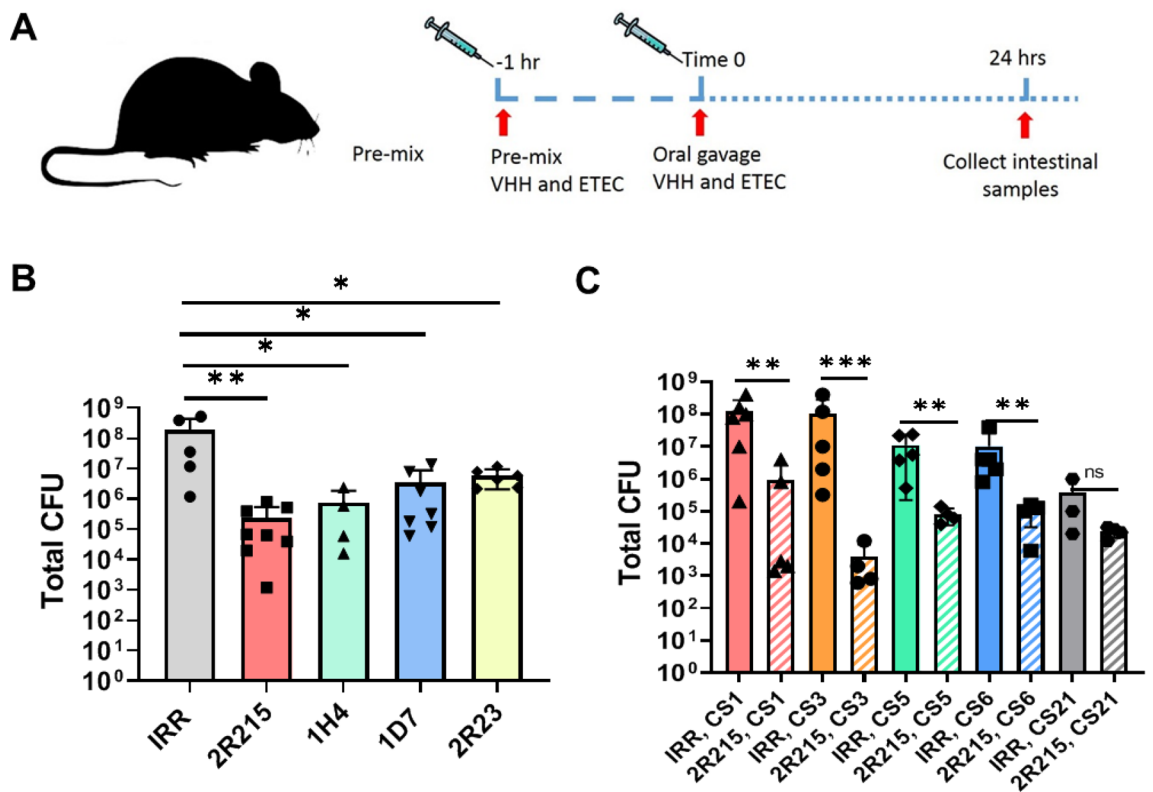 A
-1 hr
Time 0
24 hrs
Pre-mix
Pre-mix
VHH and ETEC
Oral gavage
VHH and ETEC
Collect intestinal
samples
B
*
*
*
**
Total CFU
10⁹
10⁸
10⁷
10⁶
10⁵
10⁴
10³
10²
10¹
10⁰
IRR
2R215
1H4
1D7
2R23
C
**
***
**
**
ns
Total CFU
10⁹
10⁸
10⁷
10⁶
10⁵
10⁴
10³
10²
10¹
10⁰
IRR, CS1
2R215, CS1
IRR, CS3
2R215, CS3
IRR, CS5
2R215, CS5
IRR, CS6
2R215, CS6
IRR, CS21
2R215, CS21